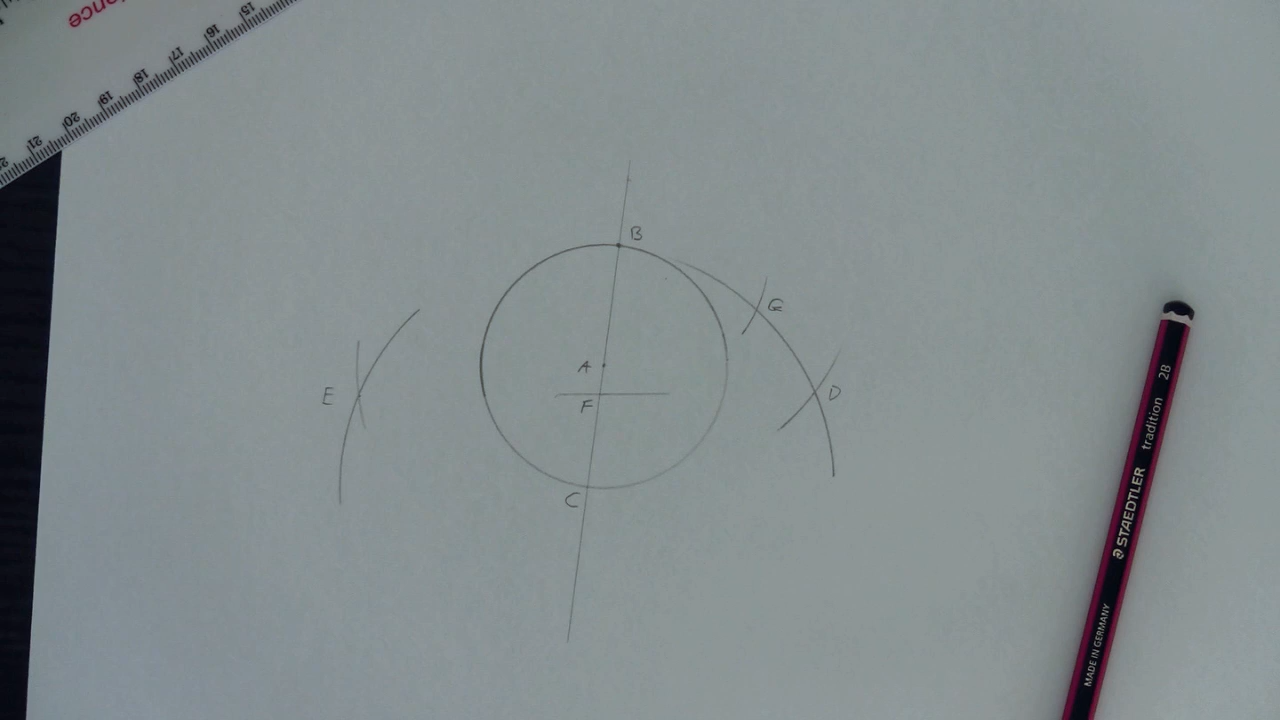 15
16
17
18
19
20
21
B
G
A
E
D
F
C
STAEDTLER tradition 2B
MADE IN GERMANY